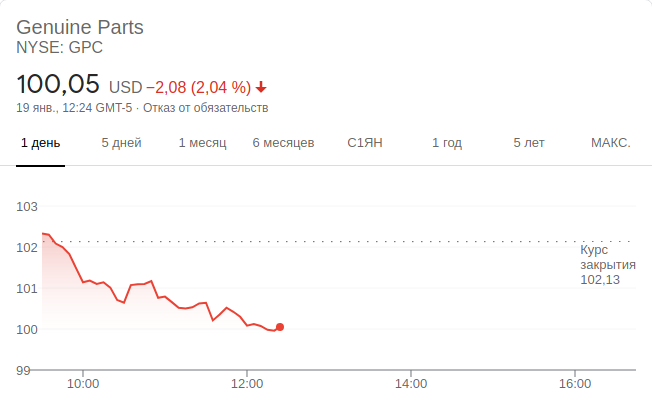 Genuine Parts
NYSE: GPC
100,05 USD −2,08 (2,04 %)
19 янв., 12:24 GMT-5 · Отказ от обязательств
1 день 5 дней 1 месяц 6 месяцев С1ЯН 1 год 5 лет МАКС.
103
102
101
100
99
Курс
закрытия
102,13
10:00 12:00 14:00 16:00